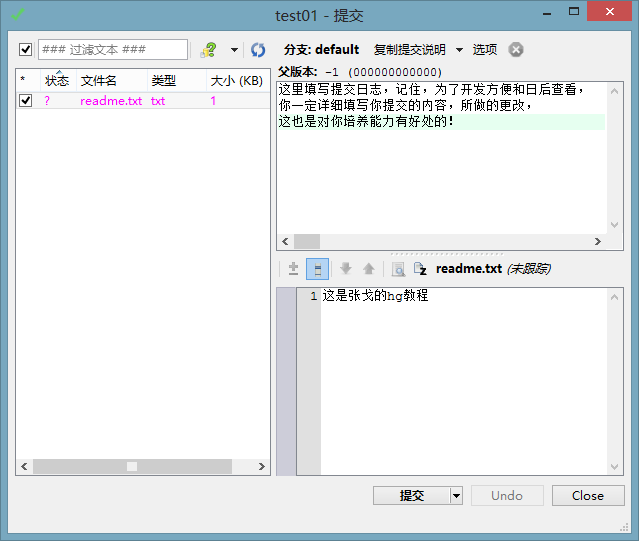 test01 - 提交
### 过滤文本 ###
分支: default 复制提交说明 选项
* 状态 文件名 类型 大小 (KB)
? readme.txt txt 1
父版本: -1 (000000000000)
这里填写提交日志，记住，为了开发方便和日后查看，
你一定详细填写你提交的内容，所做的更改，
这也是对你培养能力有好处的！
readme.txt (未跟踪)
1 这是张戈的hg教程
提交 Undo Close